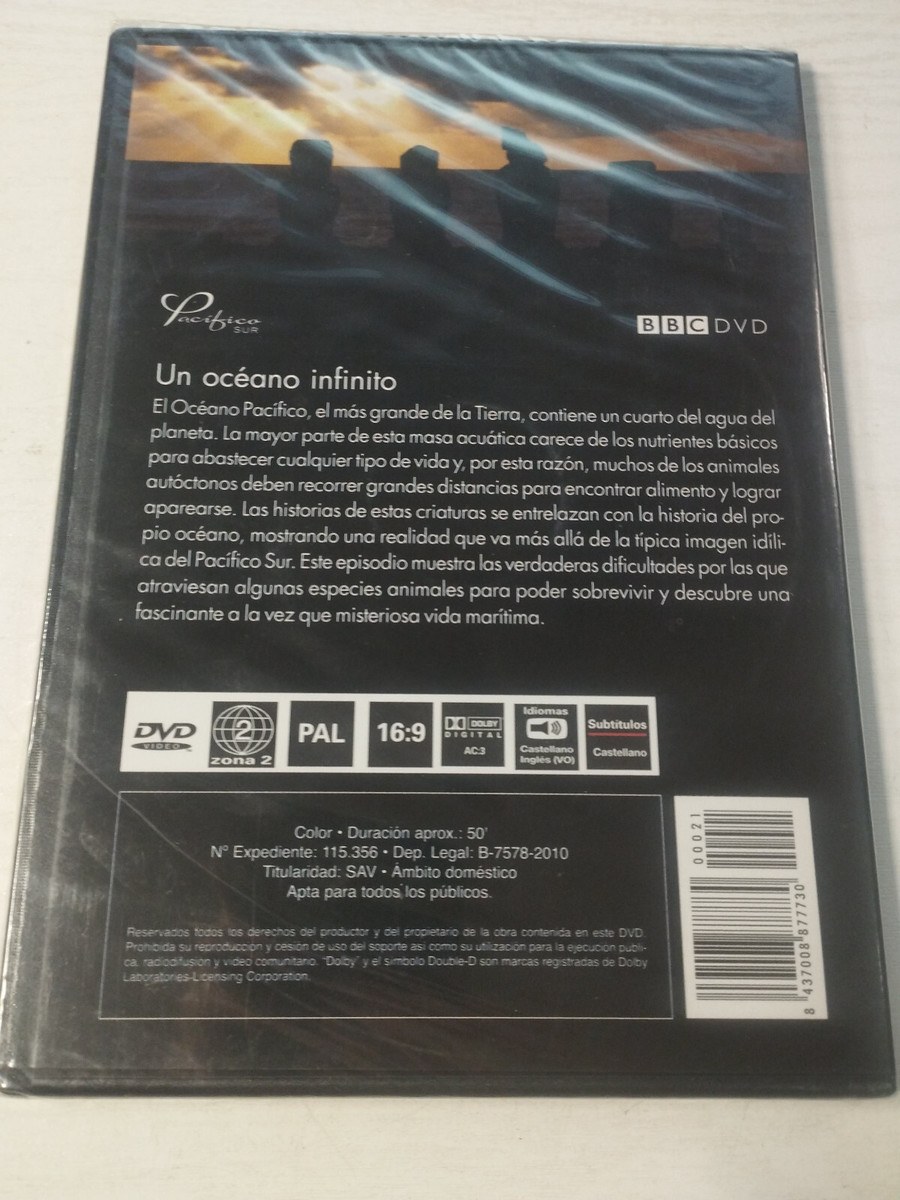 Pacífico
SUR
BBC DVD
Un océano infinito
El Océano Pacífico, el más grande de la Tierra, contiene un cuarto del agua del
planeta. La mayor parte de esta masa acuática carece de los nutrientes básicos
para abastecer cualquier tipo de vida y, por esta razón, muchos de los animales
autóctonos deben recorrer grandes distancias para encontrar alimento y lograr
aparearse. Las historias de estas criaturas se entrelazan con la historia del pro-
pio océano, mostrando una realidad que va más allá de la típica imagen idíli-
ca del Pacífico Sur. Este episodio muestra las verdaderas dificultades por las que
atraviesan algunas especies animales para poder sobrevivir y descubre una
fascinante a la vez que misteriosa vida marítima.
DVD
VIDEO
2
zona 2
PAL
16:9
DOLBY
DIGITAL
AC:3
Idiomas
Castellano
Inglés (VO)
Subtítulos
Castellano
Color • Duración aprox.: 50'
Nº Expediente: 115.356 • Dep. Legal: B-7578-2010
Titularidad: SAV • Ámbito doméstico
Apta para todos los públicos.
Reservados todos los derechos del productor y del propietario de la obra contenida en este DVD.
Prohibida su reproducción y cesión de uso del soporte así como su utilización para la ejecución públi-
ca, radiodifusión y video comunitario. "Dolby" y el símbolo Double-D son marcas registradas de Dolby
Laboratories-Licensing Corporation.
00021
8 437008 877730